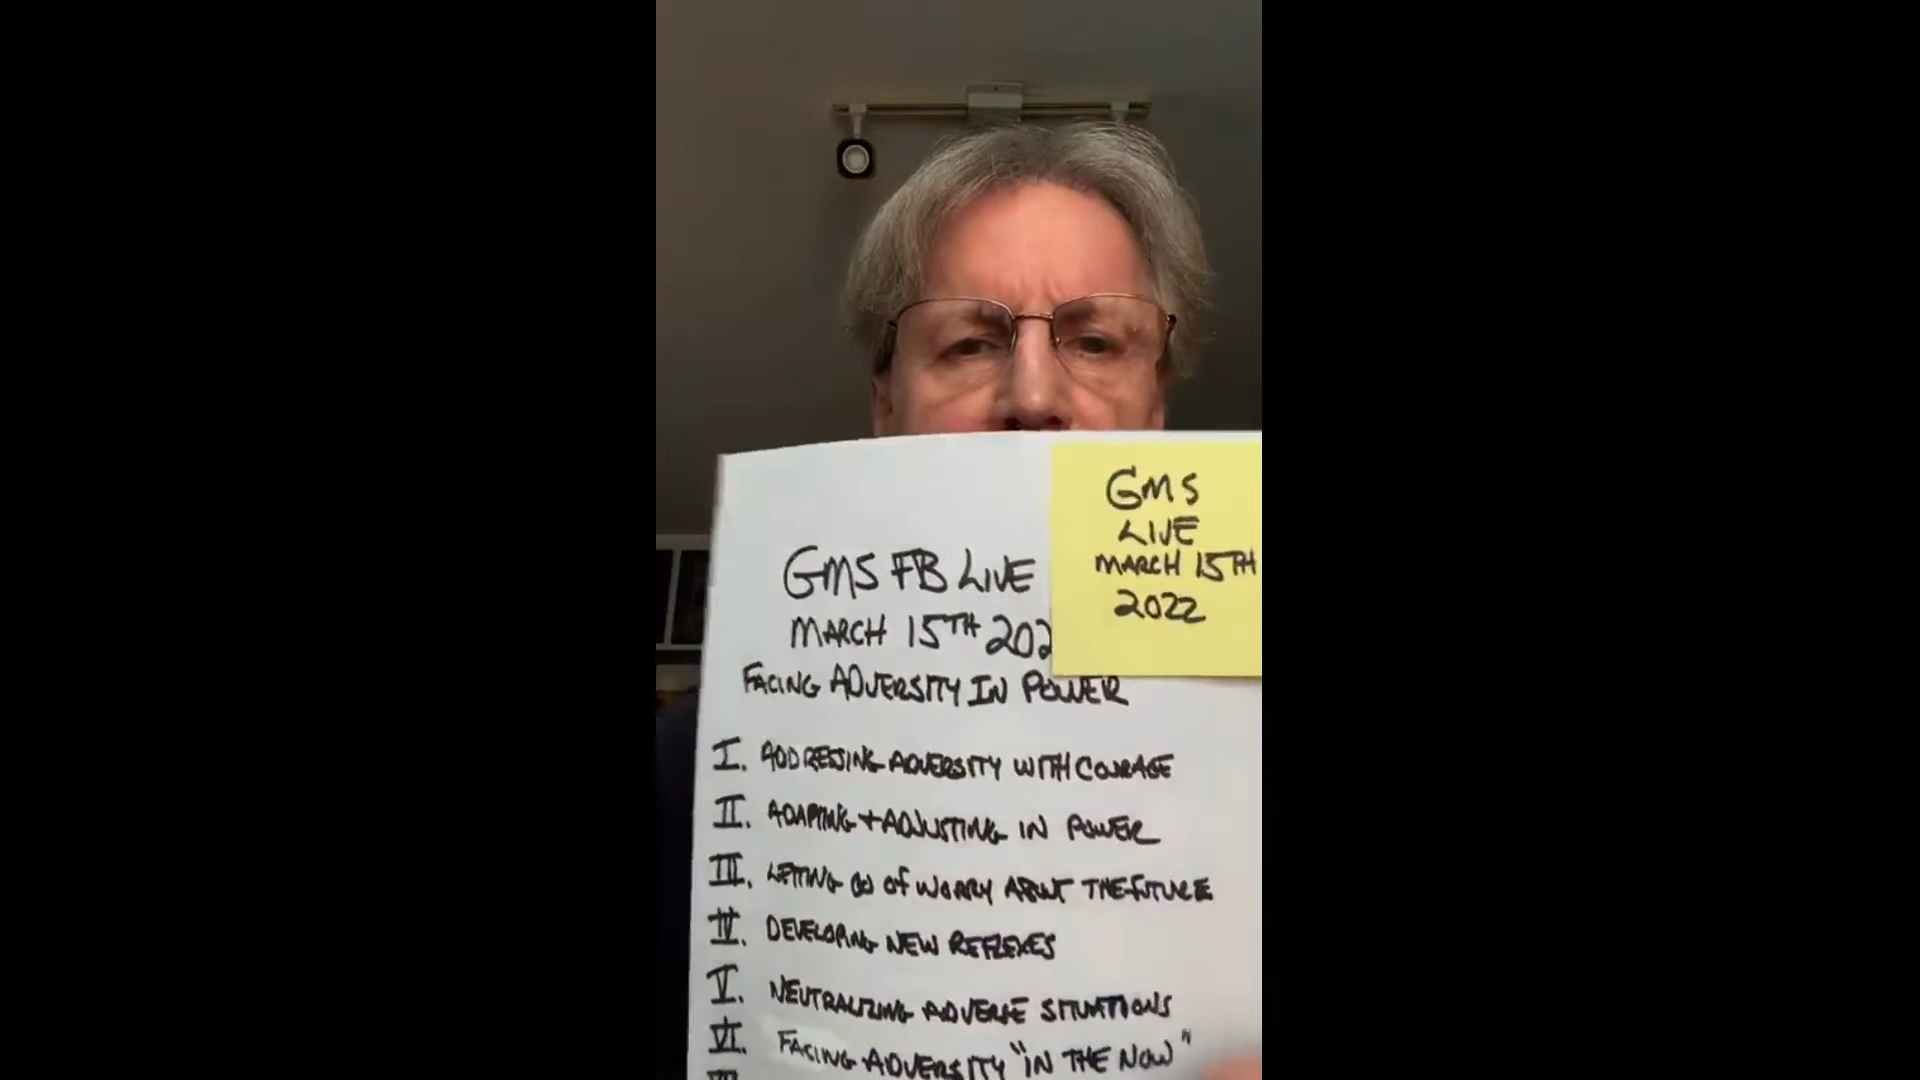 GMS
LIVE
MARCH 15TH
2022
GMS FB LIVE
MARCH 15TH 202
FACING ADVERSITY IN POWER
I. ADDRESSING ADVERSITY WITH COURAGE
II. ADAPTING + ADJUSTING IN POWER
III. LETTING GO OF WORRY ABOUT THE FUTURE
IV. DEVELOPING NEW REFLEXES
V. NEUTRALIZING ADVERSE SITUATIONS
VI. FACING ADVERSITY "IN THE NOW"